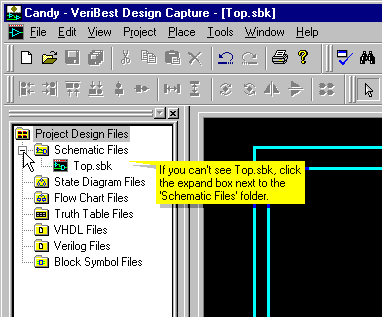 Candy - VeriBest Design Capture - [Top.sbk]
File Edit View Project Place Tools Window
Project Design Files
Schematic Files
Top.sbk
If you can't see Top.sbk, click
the expand box next to the
'Schematic Files' folder.
State Diagram Files
Flow Chart Files
Truth Table Files
VHDL Files
Verilog Files
Block Symbol Files